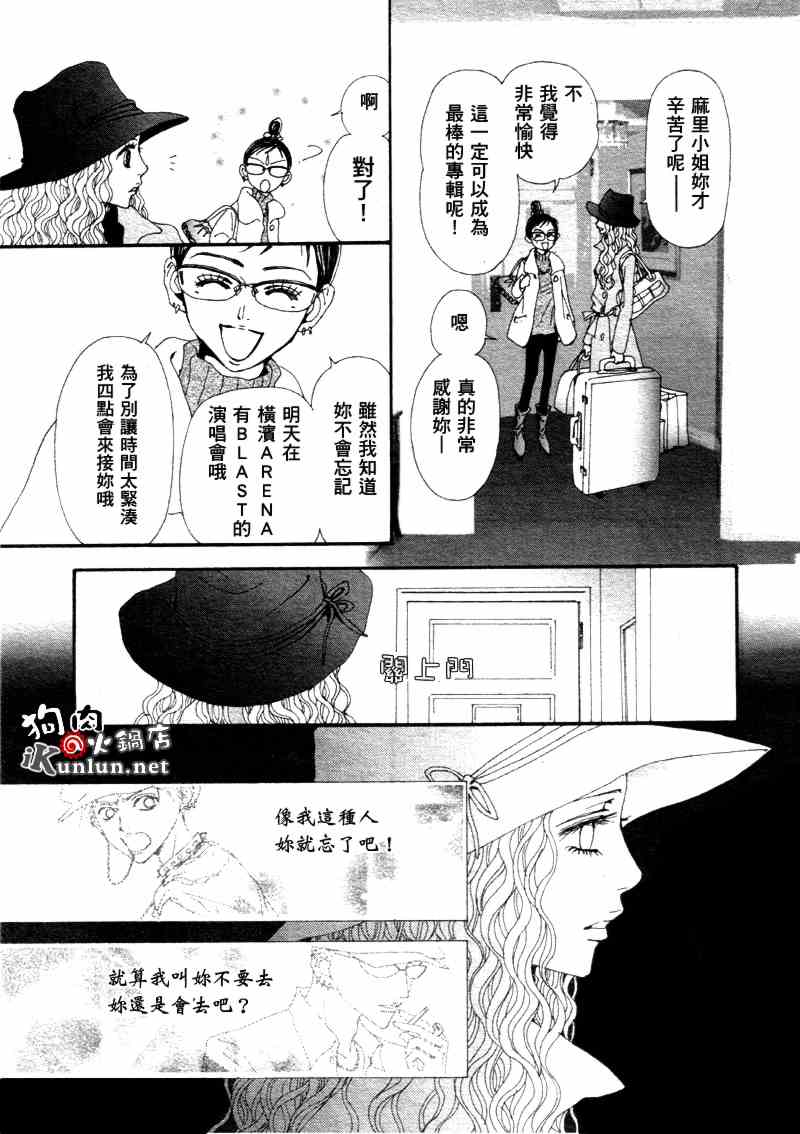 麻里小姐妳才
辛苦了呢──
不
我覺得
非常愉快
這一定可以成為
最棒的專輯呢！
嗯
真的非常
感謝妳─
啊
對了！
雖然我知道
妳不會忘記
明天在
橫濱ARENA
有BLAST的
演唱會哦
為了別讓時間太緊湊
我四點會來接妳哦
關上門
狗肉
@火鍋店
iKunlun.net
像我這種人
妳就忘了吧！
就算我叫妳不要去
妳還是會去吧？